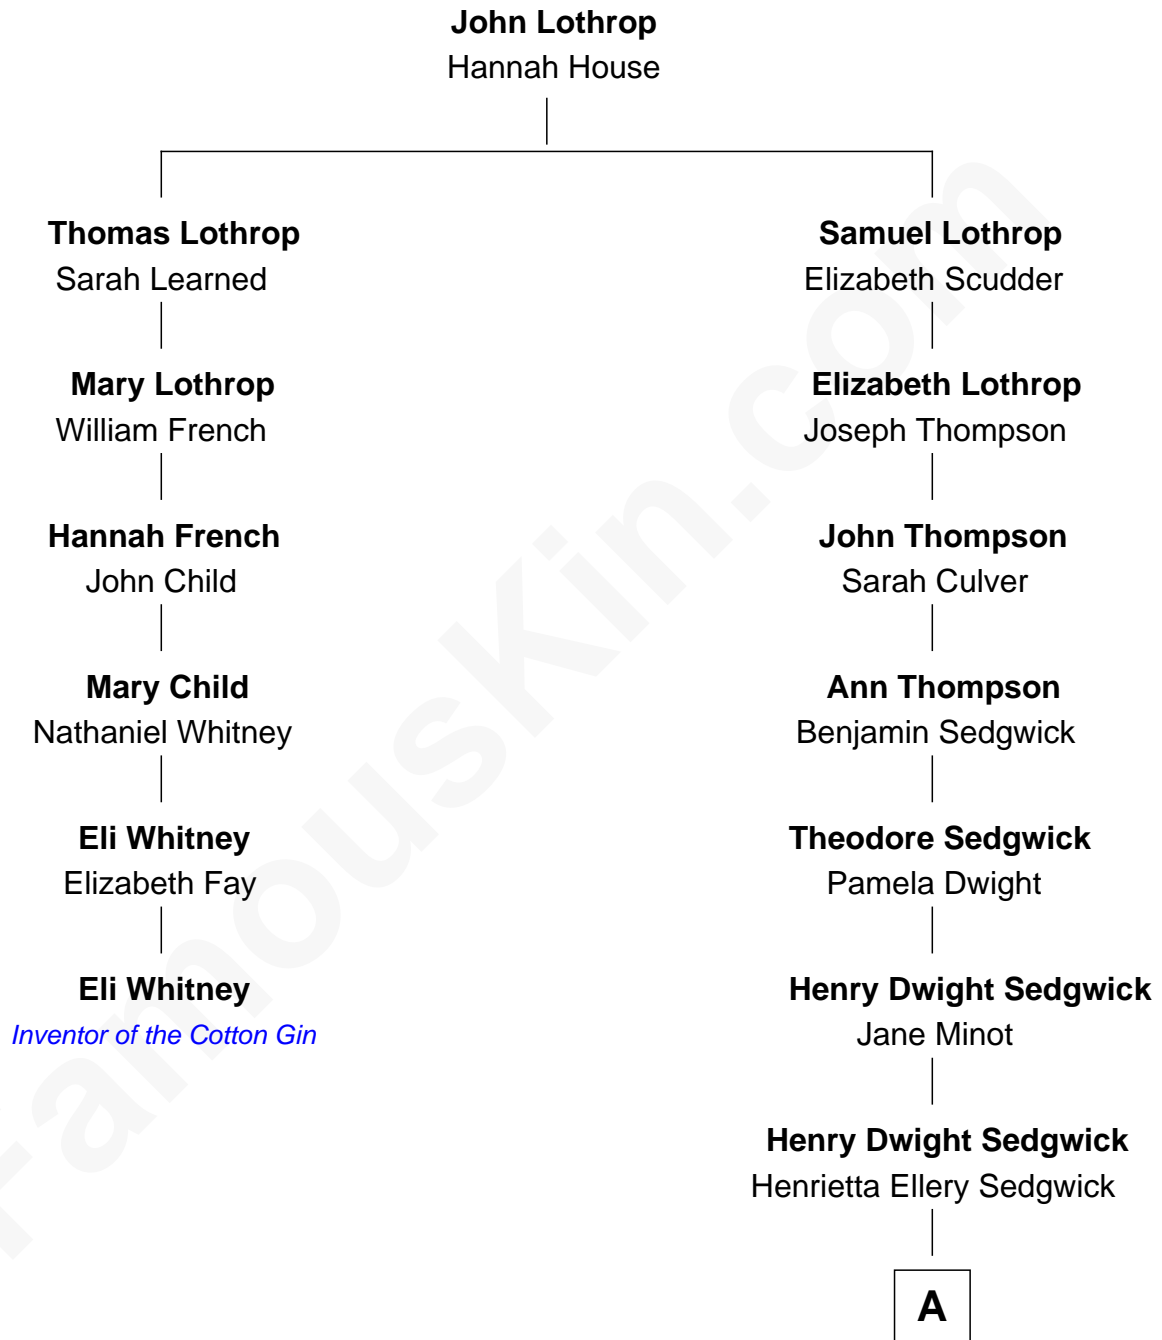 John Lothrop
Hannah House
Thomas Lothrop
Sarah Learned
Samuel Lothrop
Elizabeth Scudder
Mary Lothrop
William French
Elizabeth Lothrop
Joseph Thompson
Hannah French
John Child
John Thompson
Sarah Culver
Mary Child
Nathaniel Whitney
Ann Thompson
Benjamin Sedgwick
Eli Whitney
Elizabeth Fay
Theodore Sedgwick
Pamela Dwight
Eli Whitney
Inventor of the Cotton Gin
Henry Dwight Sedgwick
Jane Minot
Henry Dwight Sedgwick
Henrietta Ellery Sedgwick
A
FamousKin.com